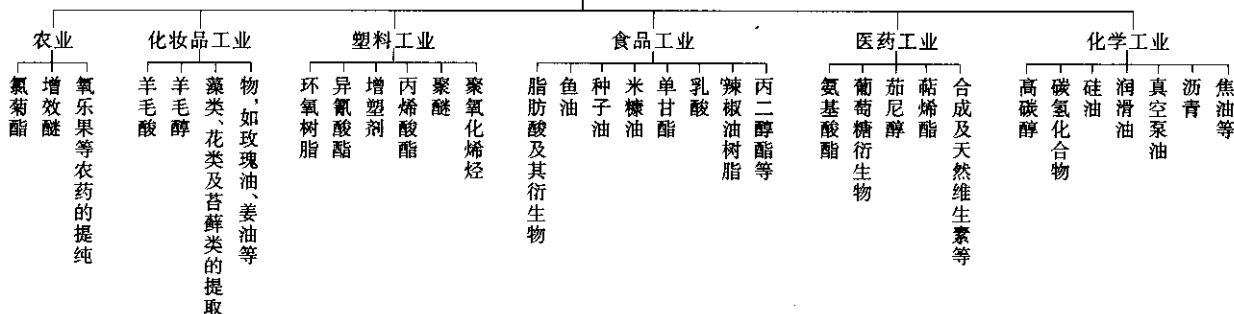 农业
氯菊酯
增效醚
氧乐果等农药的提纯
化妆品工业
羊毛酸
羊毛醇
藻类、花类及苔藓类的提取
物,如玫瑰油、姜油等
塑料工业
环氧树脂
异氰酸酯
增塑剂
丙烯酸酯
聚醚
聚氧化烯烃
食品工业
脂肪酸及其衍生物
鱼油
种子油
米糠油
单甘酯
乳酸
辣椒油树脂
丙二醇酯等
医药工业
氨基酸酯
葡萄糖衍生物
茄尼醇
萜烯酯
合成及天然维生素等
化学工业
高碳醇
碳氢化合物
硅油
润滑油
真空泵油
沥青
焦油等